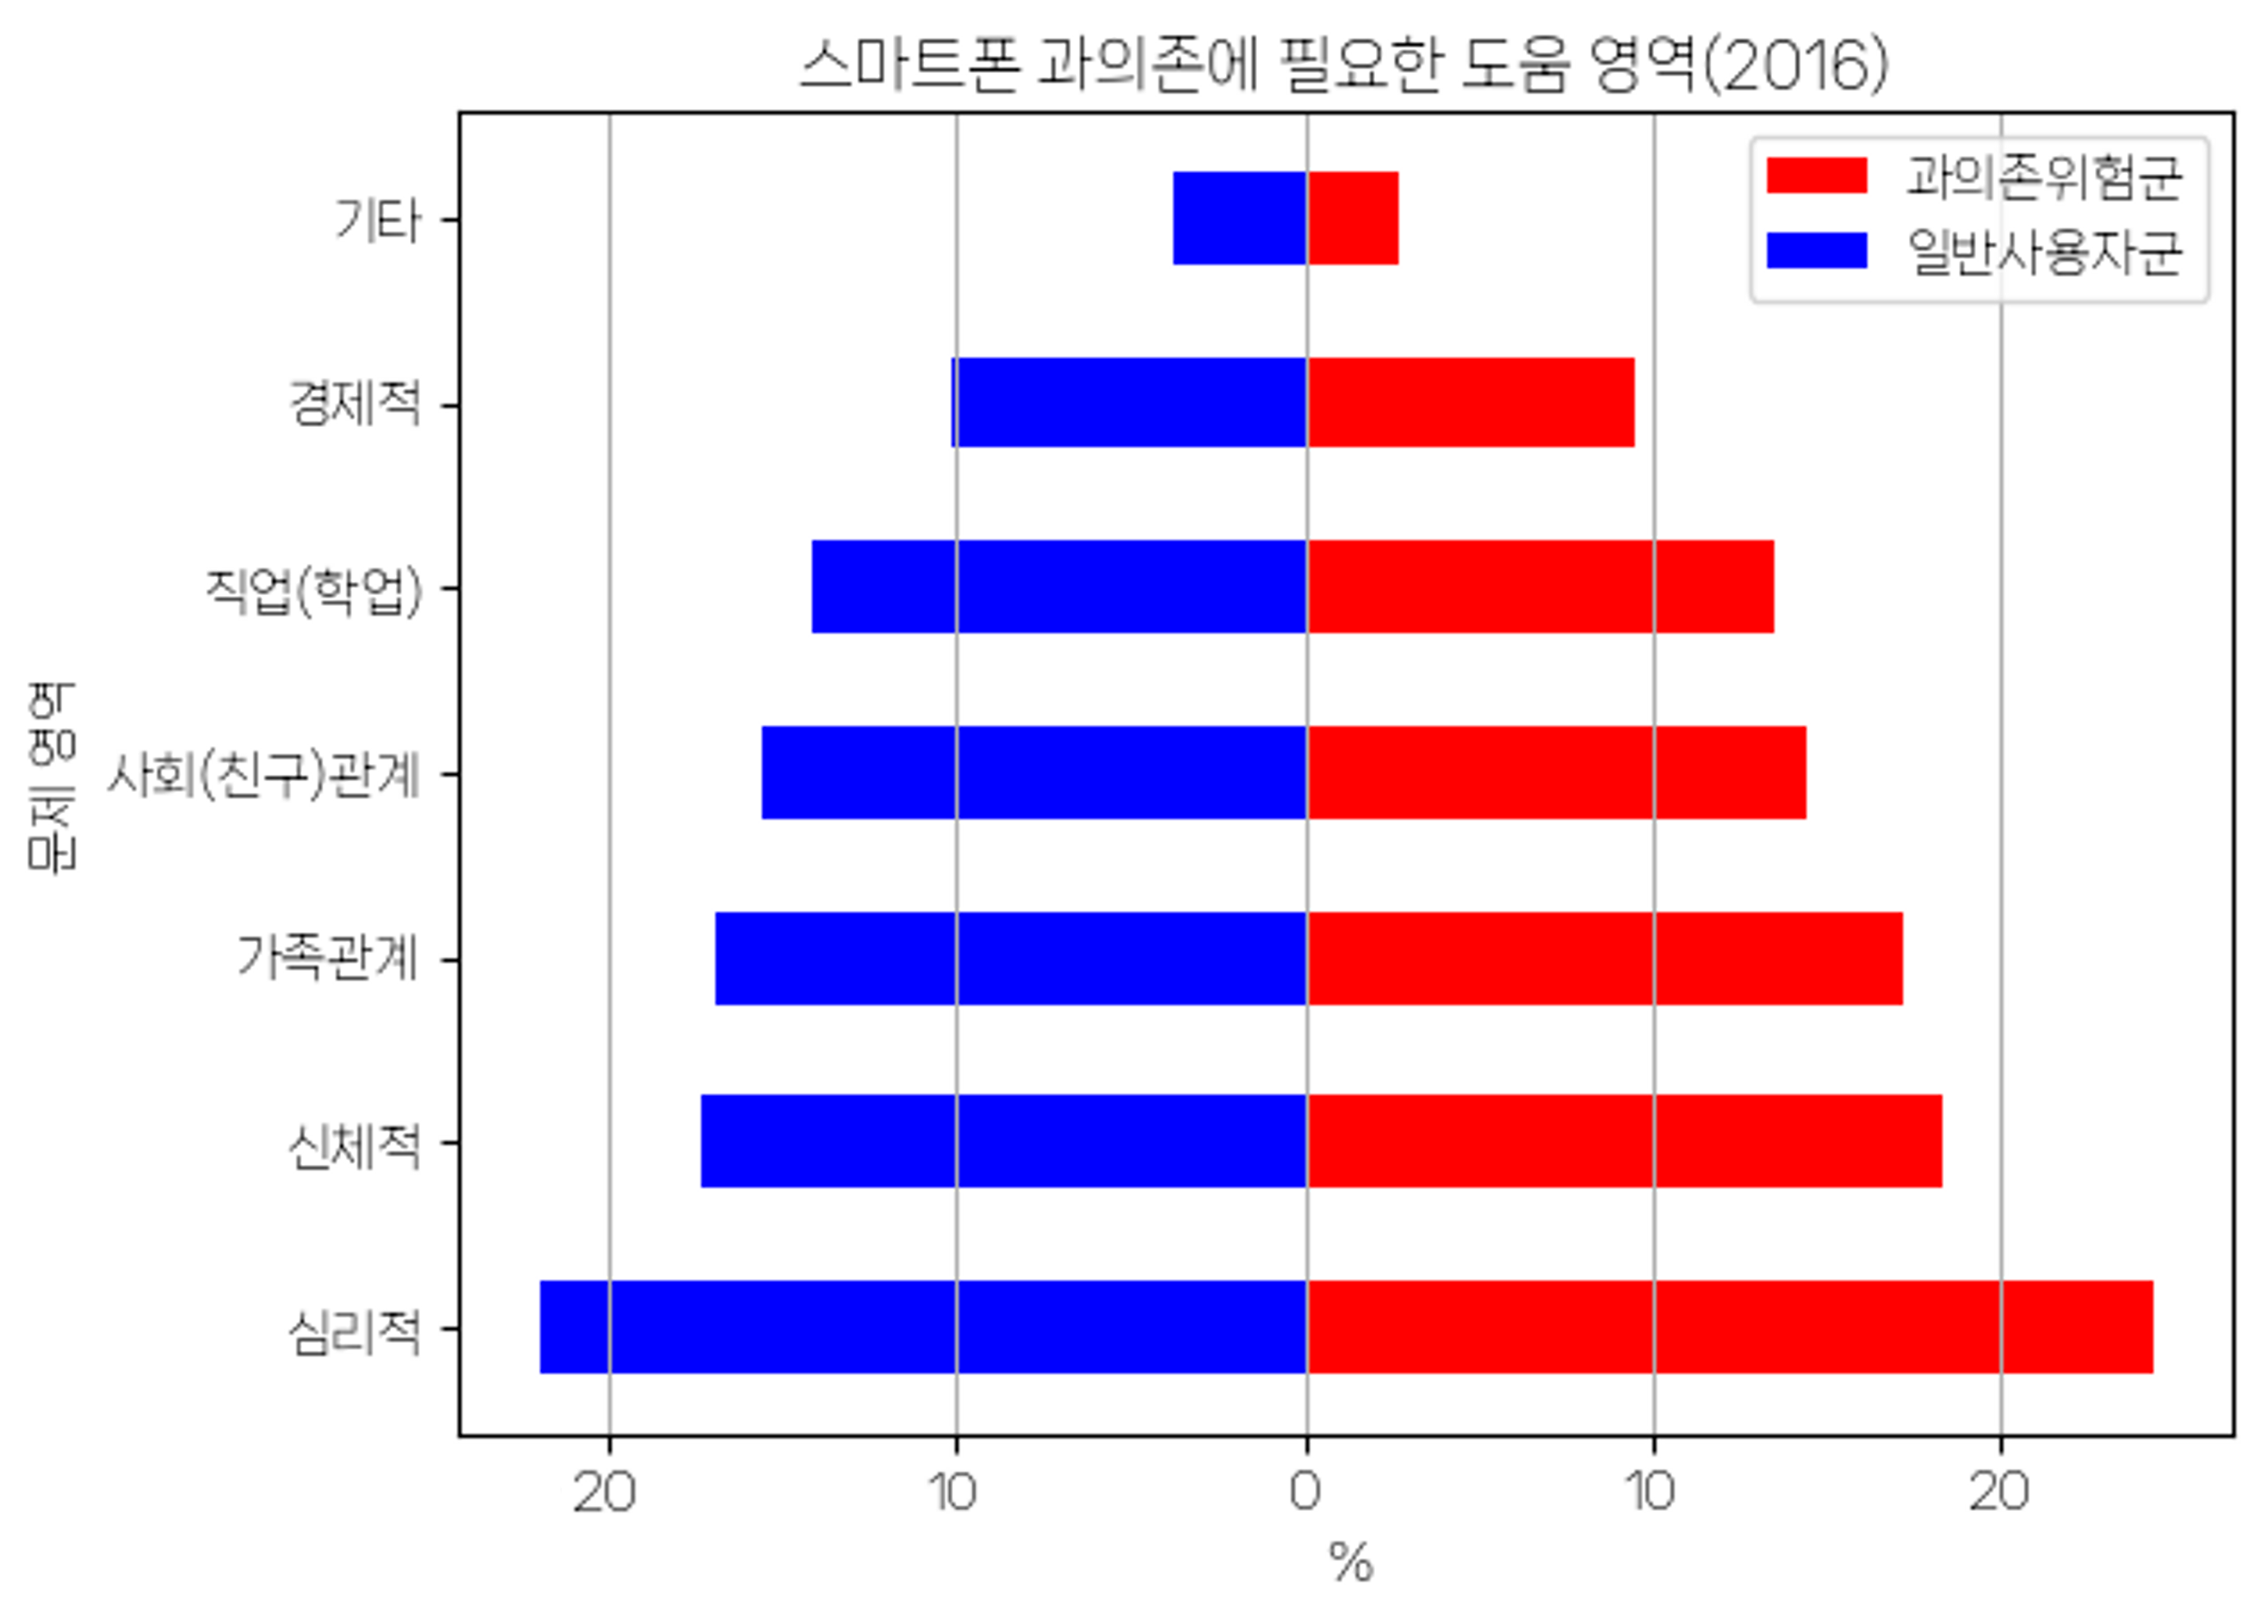 스마트폰 과의존에 필요한 도움 영역(2016)
과의존위험군
일반사용자군
기타
경제적
직업(학업)
사회(친구)관계
가족관계
신체적
심리적
문제 영역
20 10 0 10 20
%